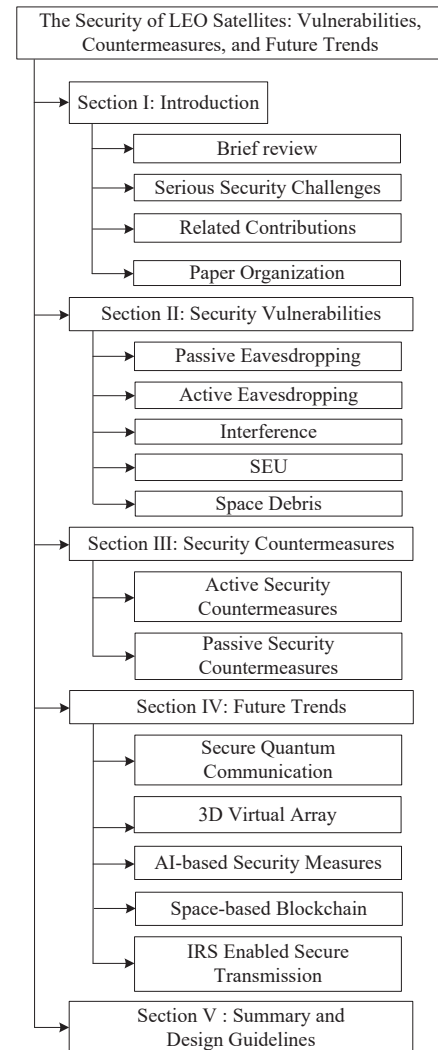 The Security of LEO Satellites: Vulnerabilities,
Countermeasures, and Future Trends
Section I: Introduction
Brief review
Serious Security Challenges
Related Contributions
Paper Organization
Section II: Security Vulnerabilities
Passive Eavesdropping
Active Eavesdropping
Interference
SEU
Space Debris
Section III: Security Countermeasures
Active Security
Countermeasures
Passive Security
Countermeasures
Section IV: Future Trends
Secure Quantum
Communication
3D Virtual Array
AI-based Security Measures
Space-based Blockchain
IRS Enabled Secure
Transmission
Section V : Summary and
Design Guidelines